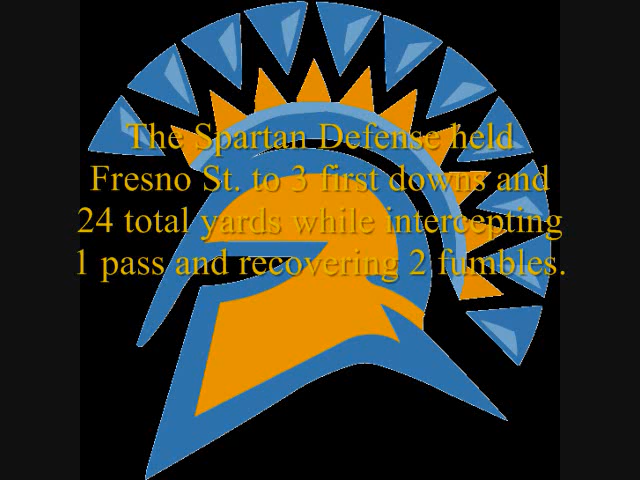 The Spartan Defense held
Fresno St. to 3 first downs and
24 total yards while intercepting
1 pass and recovering 2 fumbles.